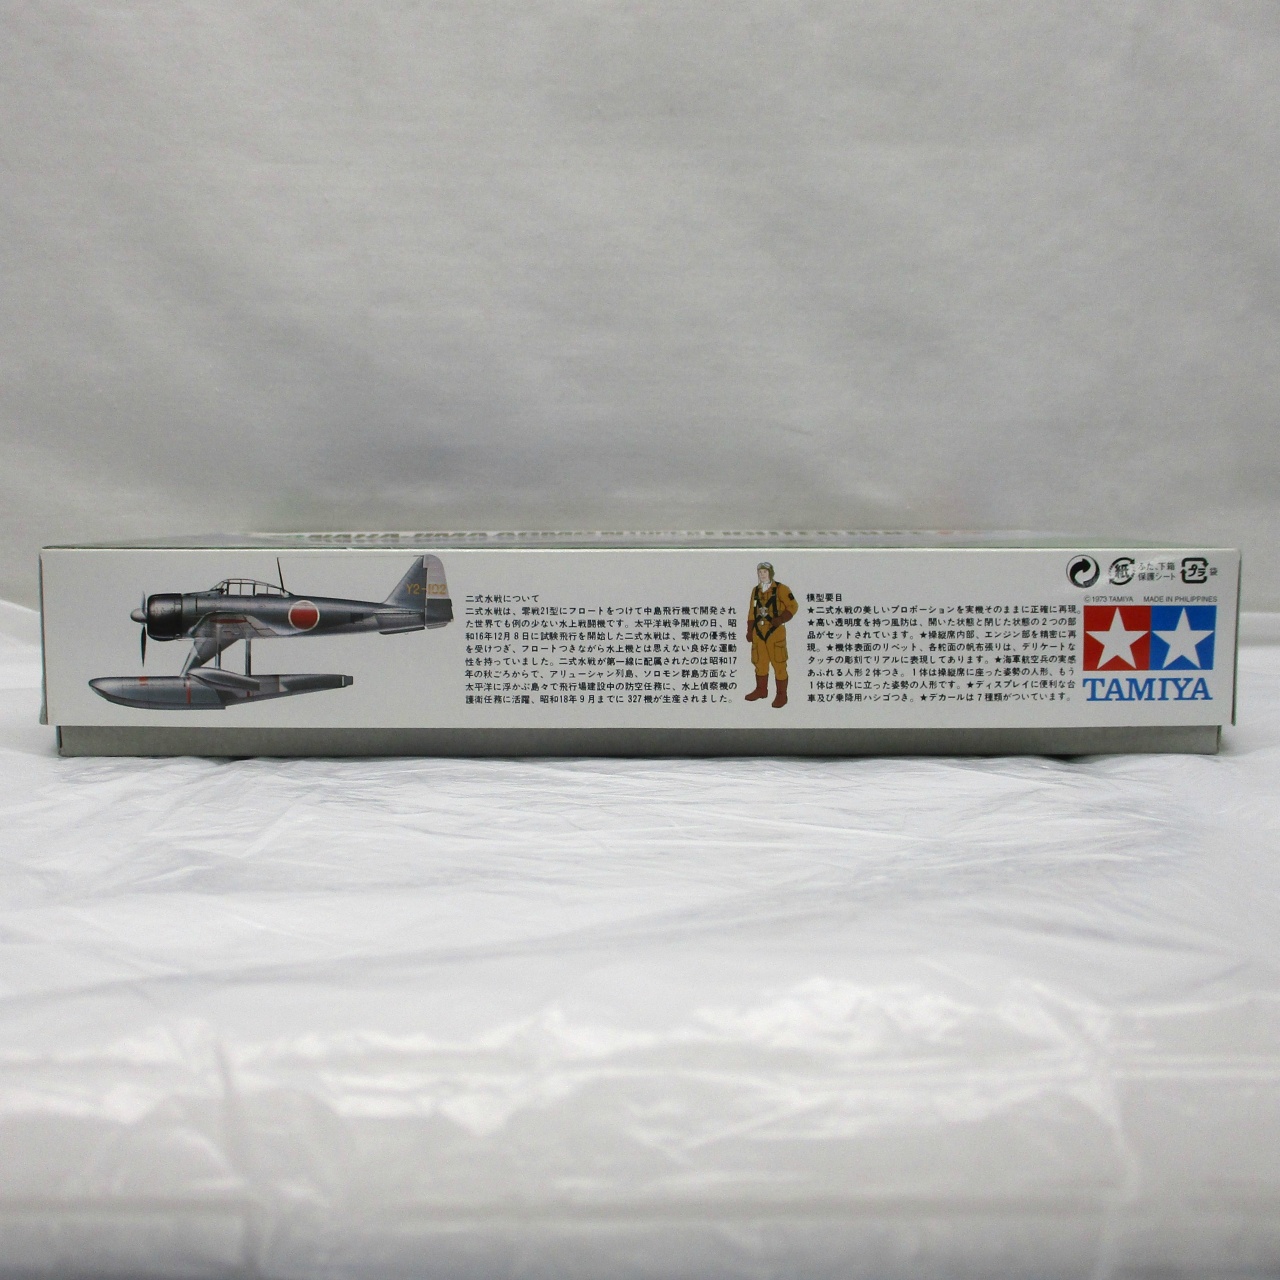 Y2-102
二式水戦について
二式水戦は、零戦21型にフロートをつけて中島飛行機で開発され
た世界でも例の少ない水上戦闘機です。太平洋戦争開戦の日、昭
和16年12月8日に試験飛行を開始した二式水戦は、零戦の優秀性
を受けつぎ、フロートつきながら水上機とは思えない良好な運動
性を持っていました。二式水戦が第一線に配属されたのは昭和17
年の秋ごろからで、アリューシャン列島、ソロモン群島方面など
太平洋に浮かぶ島々で飛行場建設中の防空任務に、水上偵察機の
護衛任務に活躍、昭和18年9月までに327機が生産されました。
模型要目
★二式水戦の美しいプロポーションを実機そのままに正確に再現。
★高い透明度を持つ風防は、開いた状態と閉じた状態の2つの部
品がセットされています。★操縦席内部、エンジン部を精密に再
現。★機体表面のリベット、各舵面の帆布張りは、デリケートな
タッチの彫刻でリアルに表現してあります。★海軍航空兵の実感
あふれる人形2体つき。1体は操縦席に座った姿勢の人形、もう
1体は機外に立った姿勢の人形です。★ディスプレイに便利な台
車及び乗降用ハシゴつき。★デカールは7種類がついています。
紙
ふた、下箱
保護シート
プラ
袋
©1973 TAMIYA MADE IN PHILIPPINES
TAMIYA